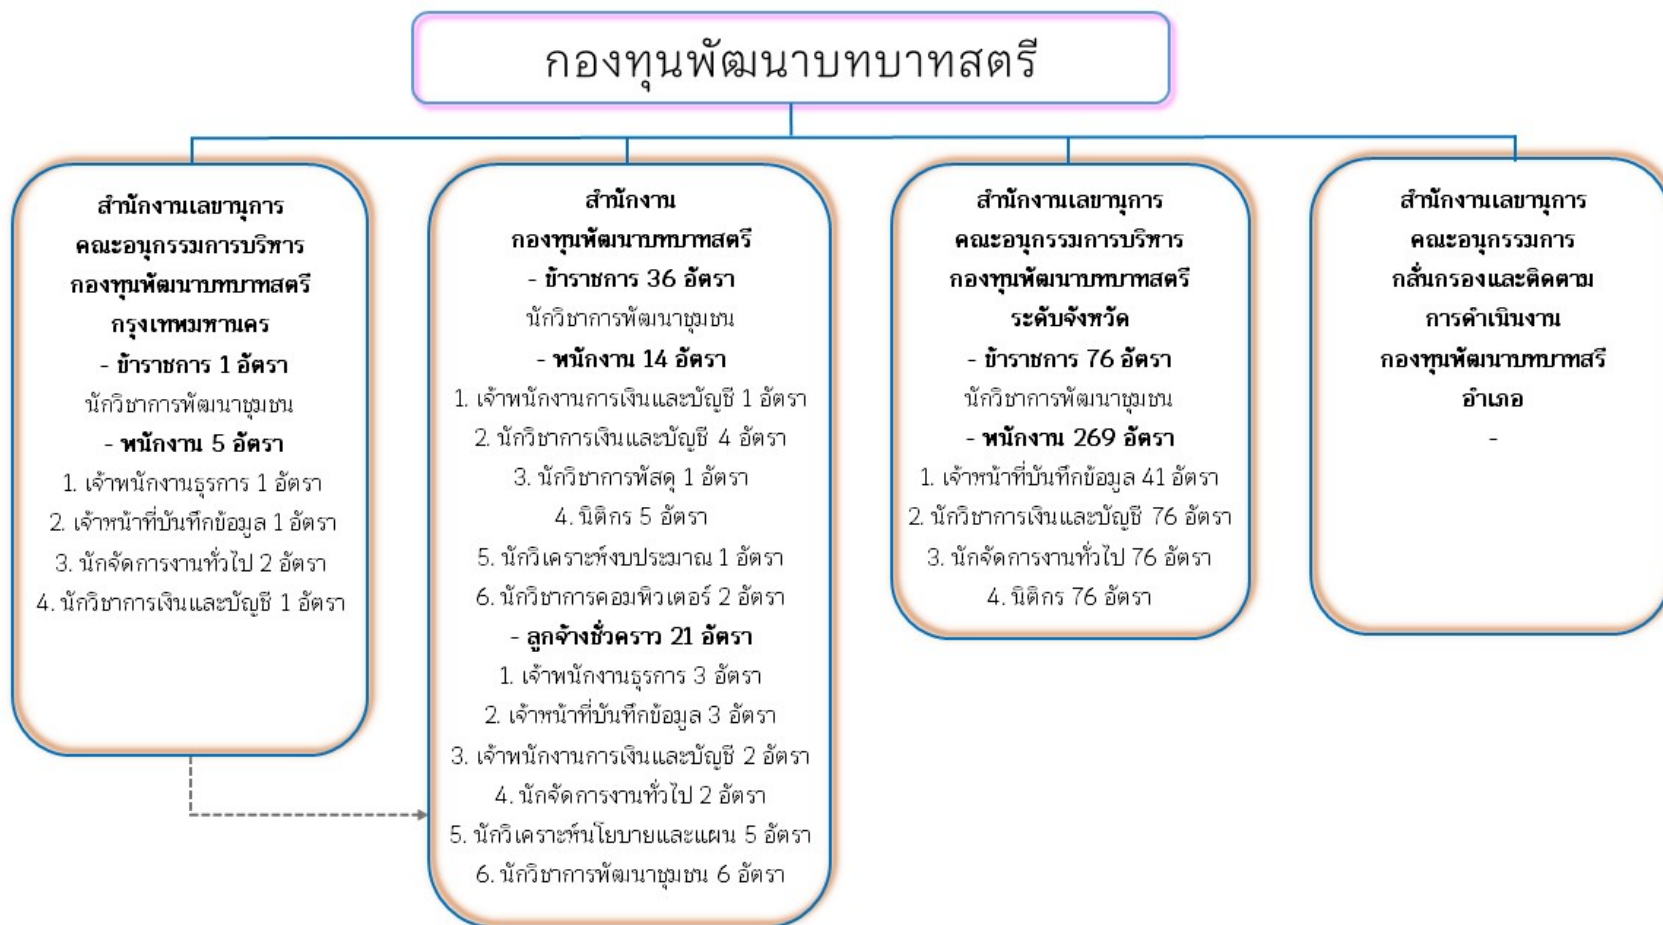 กองทุนพัฒนาบทบาทสตรี
สำนักงานเลขานุการ
คณะอนุกรรมการบริหาร
กองทุนพัฒนาบทบาทสตรี
กรุงเทพมหานคร
- ข้าราชการ 1 อัตรา
นักวิชาการพัฒนาชุมชน
- พนักงาน 5 อัตรา
1. เจ้าพนักงานธุรการ 1 อัตรา
2. เจ้าหน้าที่บันทึกข้อมูล 1 อัตรา
3. นักจัดการงานทั่วไป 2 อัตรา
4. นักวิชาการเงินและบัญชี 1 อัตรา
สำนักงาน
กองทุนพัฒนาบทบาทสตรี
- ข้าราชการ 36 อัตรา
นักวิชาการพัฒนาชุมชน
- พนักงาน 14 อัตรา
1. เจ้าพนักงานการเงินและบัญชี 1 อัตรา
2. นักวิชาการเงินและบัญชี 4 อัตรา
3. นักวิชาการพัสดุ 1 อัตรา
4. นิติกร 5 อัตรา
5. นักวิเคราะห์งบประมาณ 1 อัตรา
6. นักวิชาการคอมพิวเตอร์ 2 อัตรา
- ลูกจ้างชั่วคราว 21 อัตรา
1. เจ้าพนักงานธุรการ 3 อัตรา
2. เจ้าหน้าที่บันทึกข้อมูล 3 อัตรา
3. เจ้าพนักงานการเงินและบัญชี 2 อัตรา
4. นักจัดการงานทั่วไป 2 อัตรา
5. นักวิเคราะห์นโยบายและแผน 5 อัตรา
6. นักวิชาการพัฒนาชุมชน 6 อัตรา
สำนักงานเลขานุการ
คณะอนุกรรมการบริหาร
กองทุนพัฒนาบทบาทสตรี
ระดับจังหวัด
- ข้าราชการ 76 อัตรา
นักวิชาการพัฒนาชุมชน
- พนักงาน 269 อัตรา
1. เจ้าหน้าที่บันทึกข้อมูล 41 อัตรา
2. นักวิชาการเงินและบัญชี 76 อัตรา
3. นักจัดการงานทั่วไป 76 อัตรา
4. นิติกร 76 อัตรา
สำนักงานเลขานุการ
คณะอนุกรรมการ
กลั่นกรองและติดตาม
การดำเนินงาน
กองทุนพัฒนาบทบาทสรี
อำเภอ
-